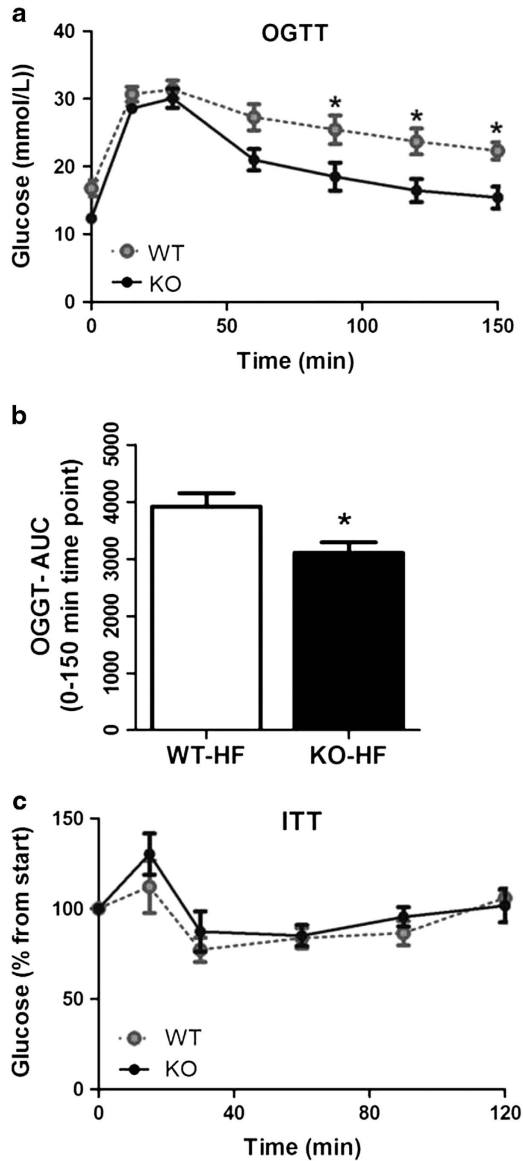 a
OGTT
Glucose (mmol/L))
40
30
20
10
0
* * *
WT
KO
0 50 100 150
Time (min)
b
OGGT- AUC
(0-150 min time point)
5000
4000
3000
2000
1000
0
*
WT-HF KO-HF
c
ITT
Glucose (% from start)
150
100
50
0
WT
KO
0 40 80 120
Time (min)